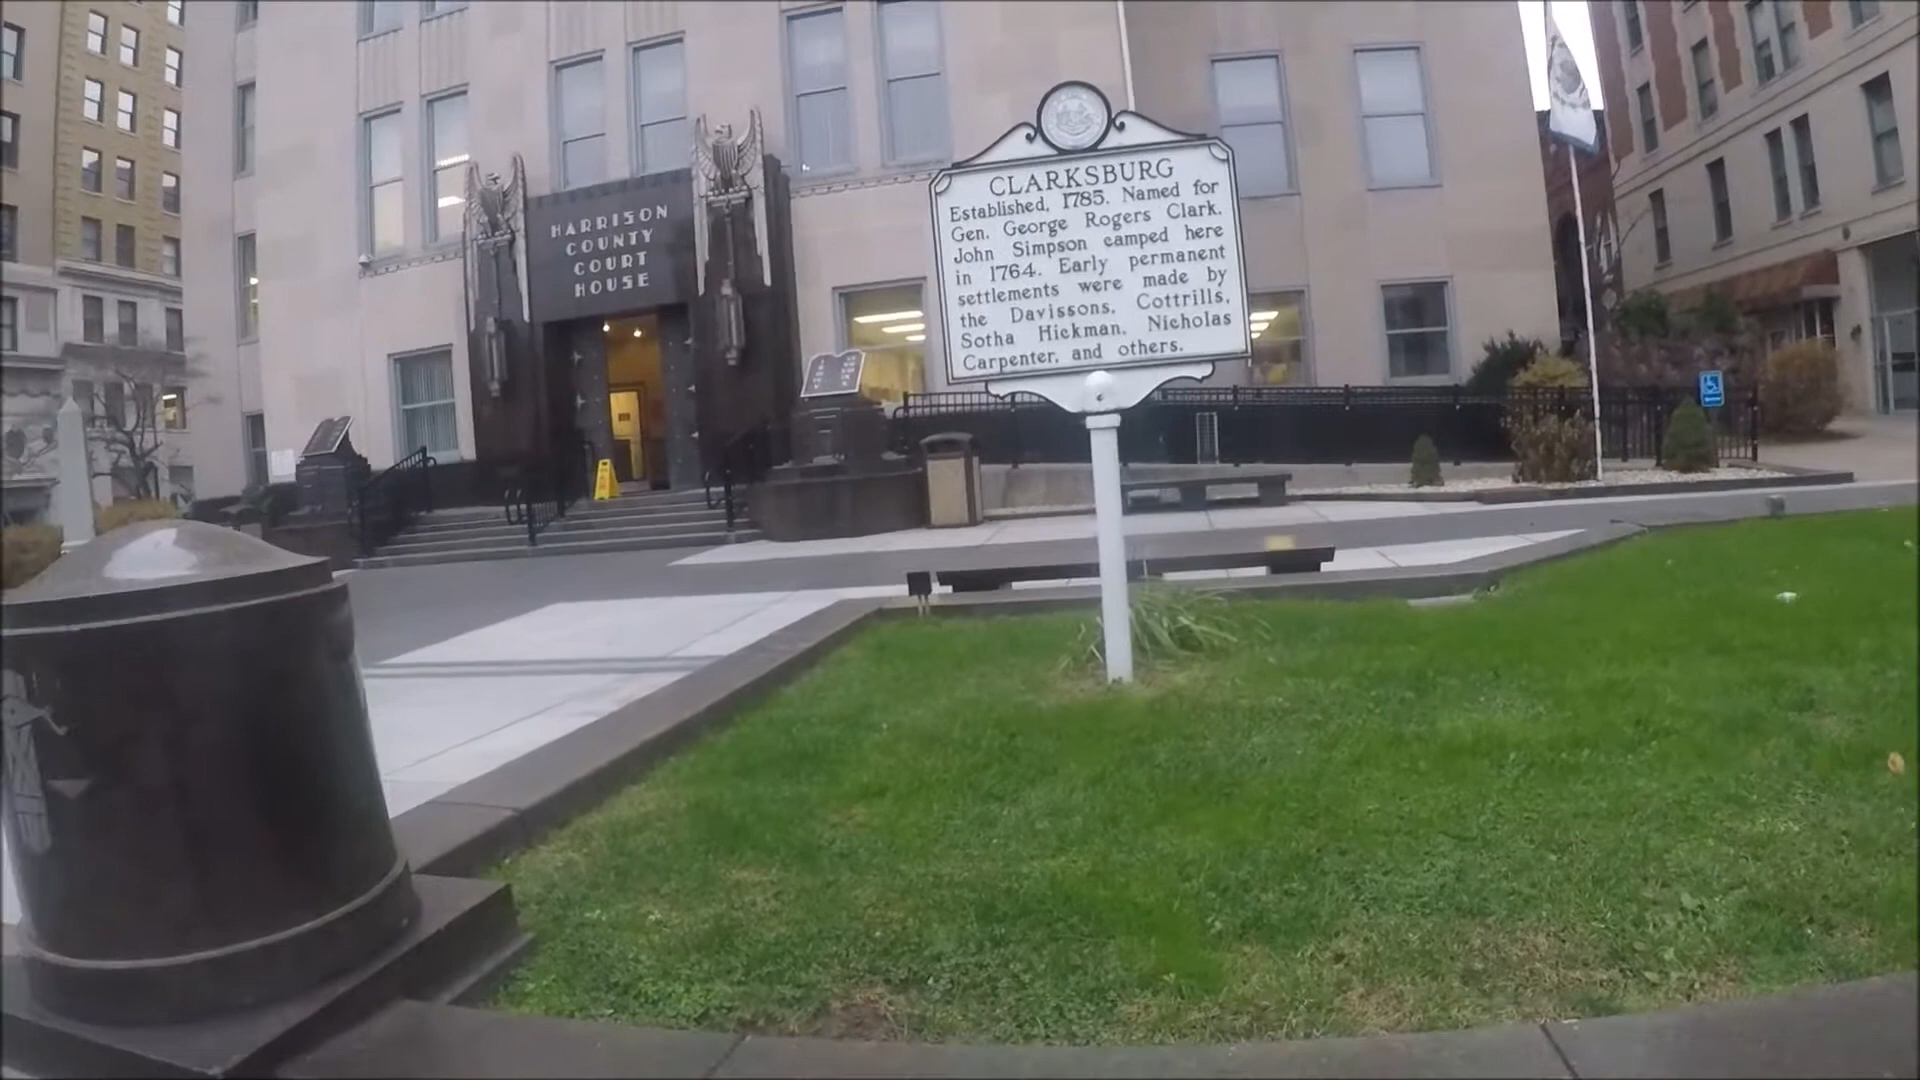 HARRISON
COUNTY
COURT
HOUSE
CLARKSBURG
Established, 1785. Named for
Gen. George Rogers Clark.
John Simpson camped here
in 1764. Early permanent
settlements were made by
the Davissons, Cottrills,
Sotha Hickman, Nicholas
Carpenter, and others.